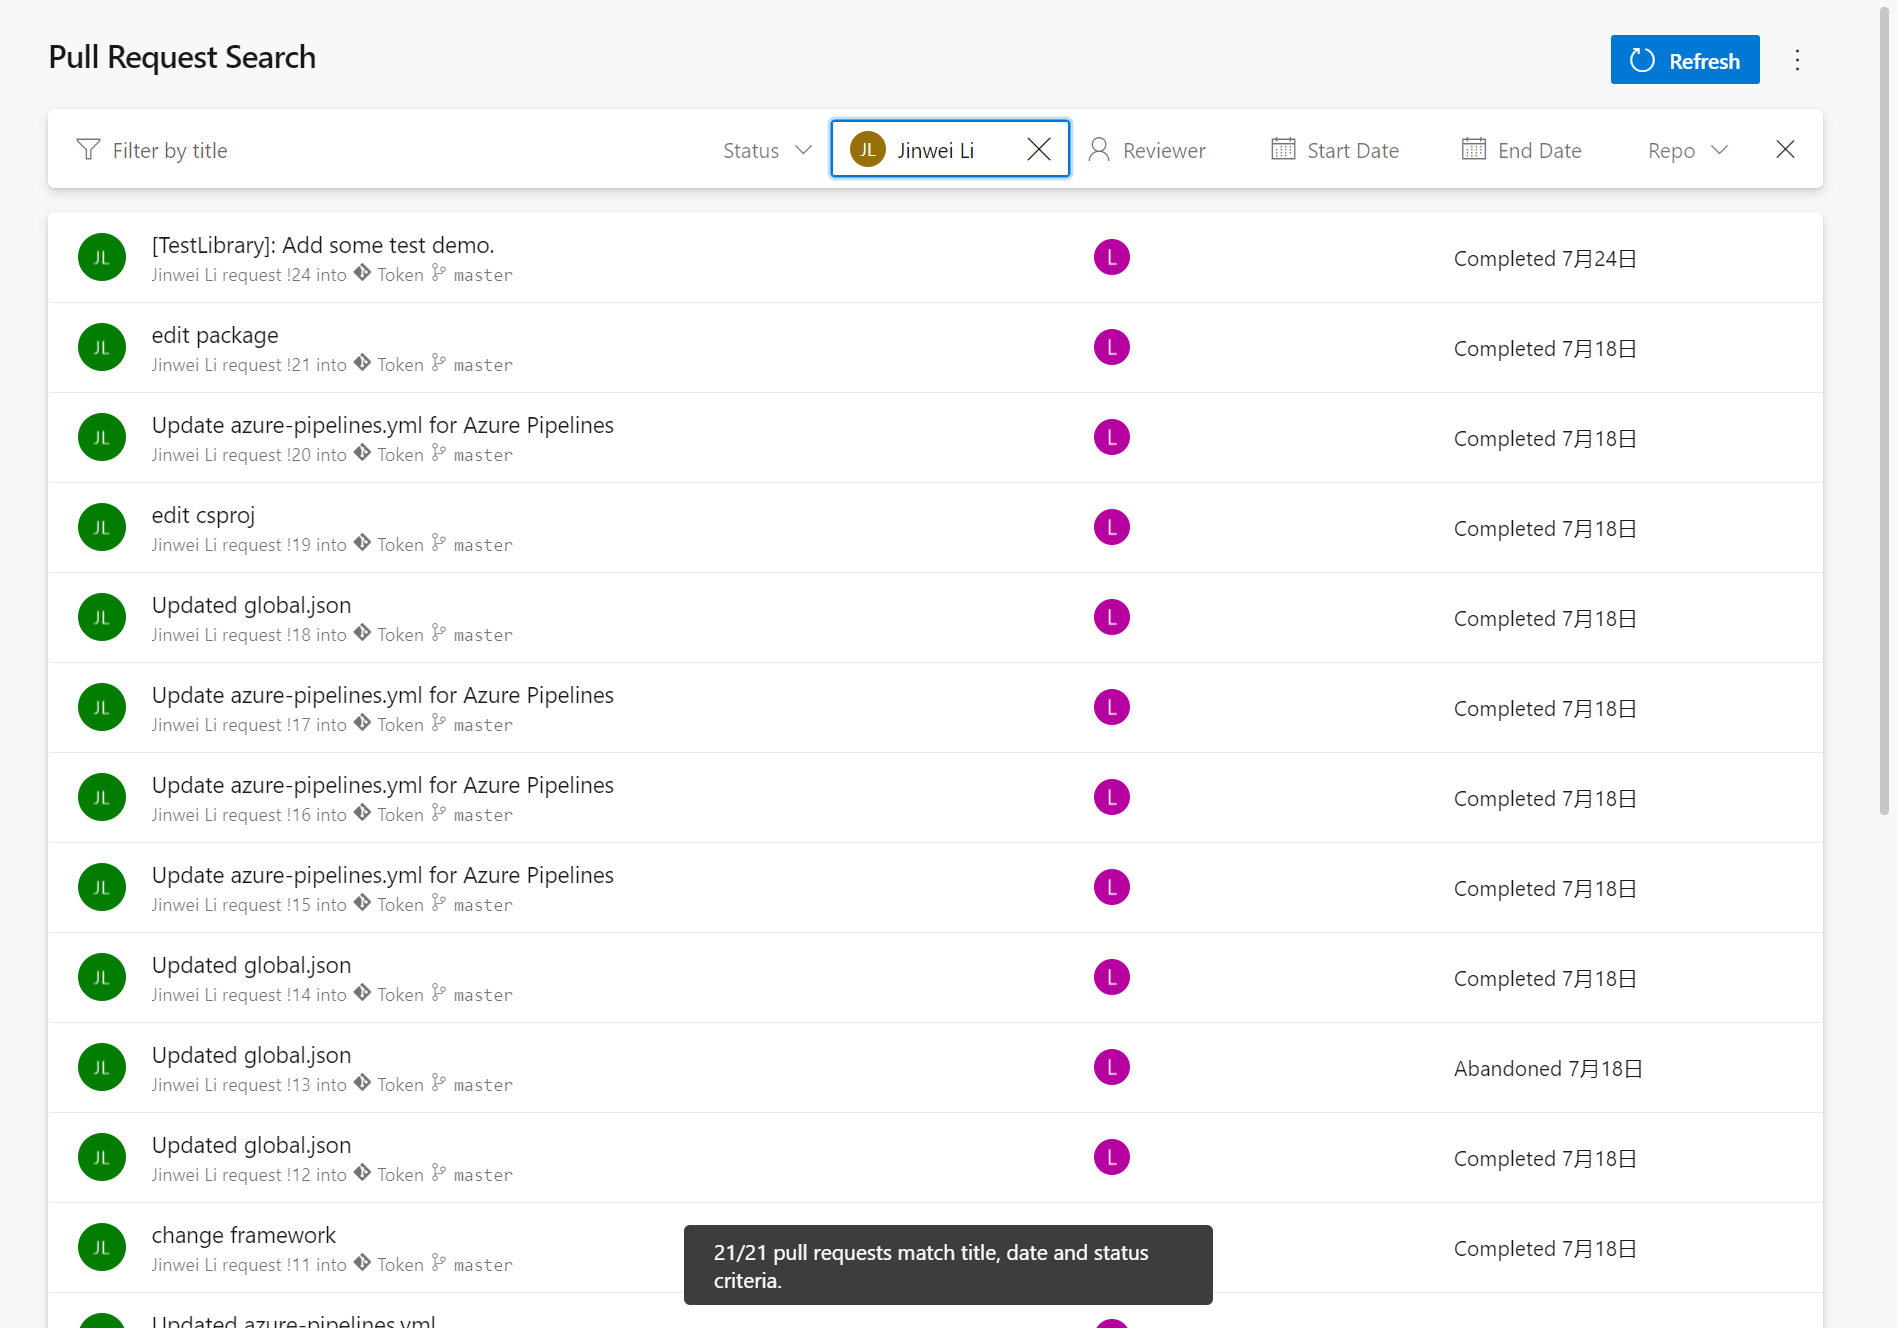 Pull Request Search
Refresh
Filter by title
Status
JL
Jinwei Li
Reviewer
Start Date
End Date
Repo
JL
[TestLibrary]: Add some test demo.
Jinwei Li request !24 into Token master
L
Completed 7月24日
JL
edit package
Jinwei Li request !21 into Token master
L
Completed 7月18日
JL
Update azure-pipelines.yml for Azure Pipelines
Jinwei Li request !20 into Token master
L
Completed 7月18日
JL
edit csproj
Jinwei Li request !19 into Token master
L
Completed 7月18日
JL
Updated global.json
Jinwei Li request !18 into Token master
L
Completed 7月18日
JL
Update azure-pipelines.yml for Azure Pipelines
Jinwei Li request !17 into Token master
L
Completed 7月18日
JL
Update azure-pipelines.yml for Azure Pipelines
Jinwei Li request !16 into Token master
L
Completed 7月18日
JL
Update azure-pipelines.yml for Azure Pipelines
Jinwei Li request !15 into Token master
L
Completed 7月18日
JL
Updated global.json
Jinwei Li request !14 into Token master
L
Completed 7月18日
JL
Updated global.json
Jinwei Li request !13 into Token master
L
Abandoned 7月18日
JL
Updated global.json
Jinwei Li request !12 into Token master
L
Completed 7月18日
JL
change framework
Jinwei Li request !11 into Token master
Completed 7月18日
21/21 pull requests match title, date and status
criteria.
Updated azure-pipelines.yml